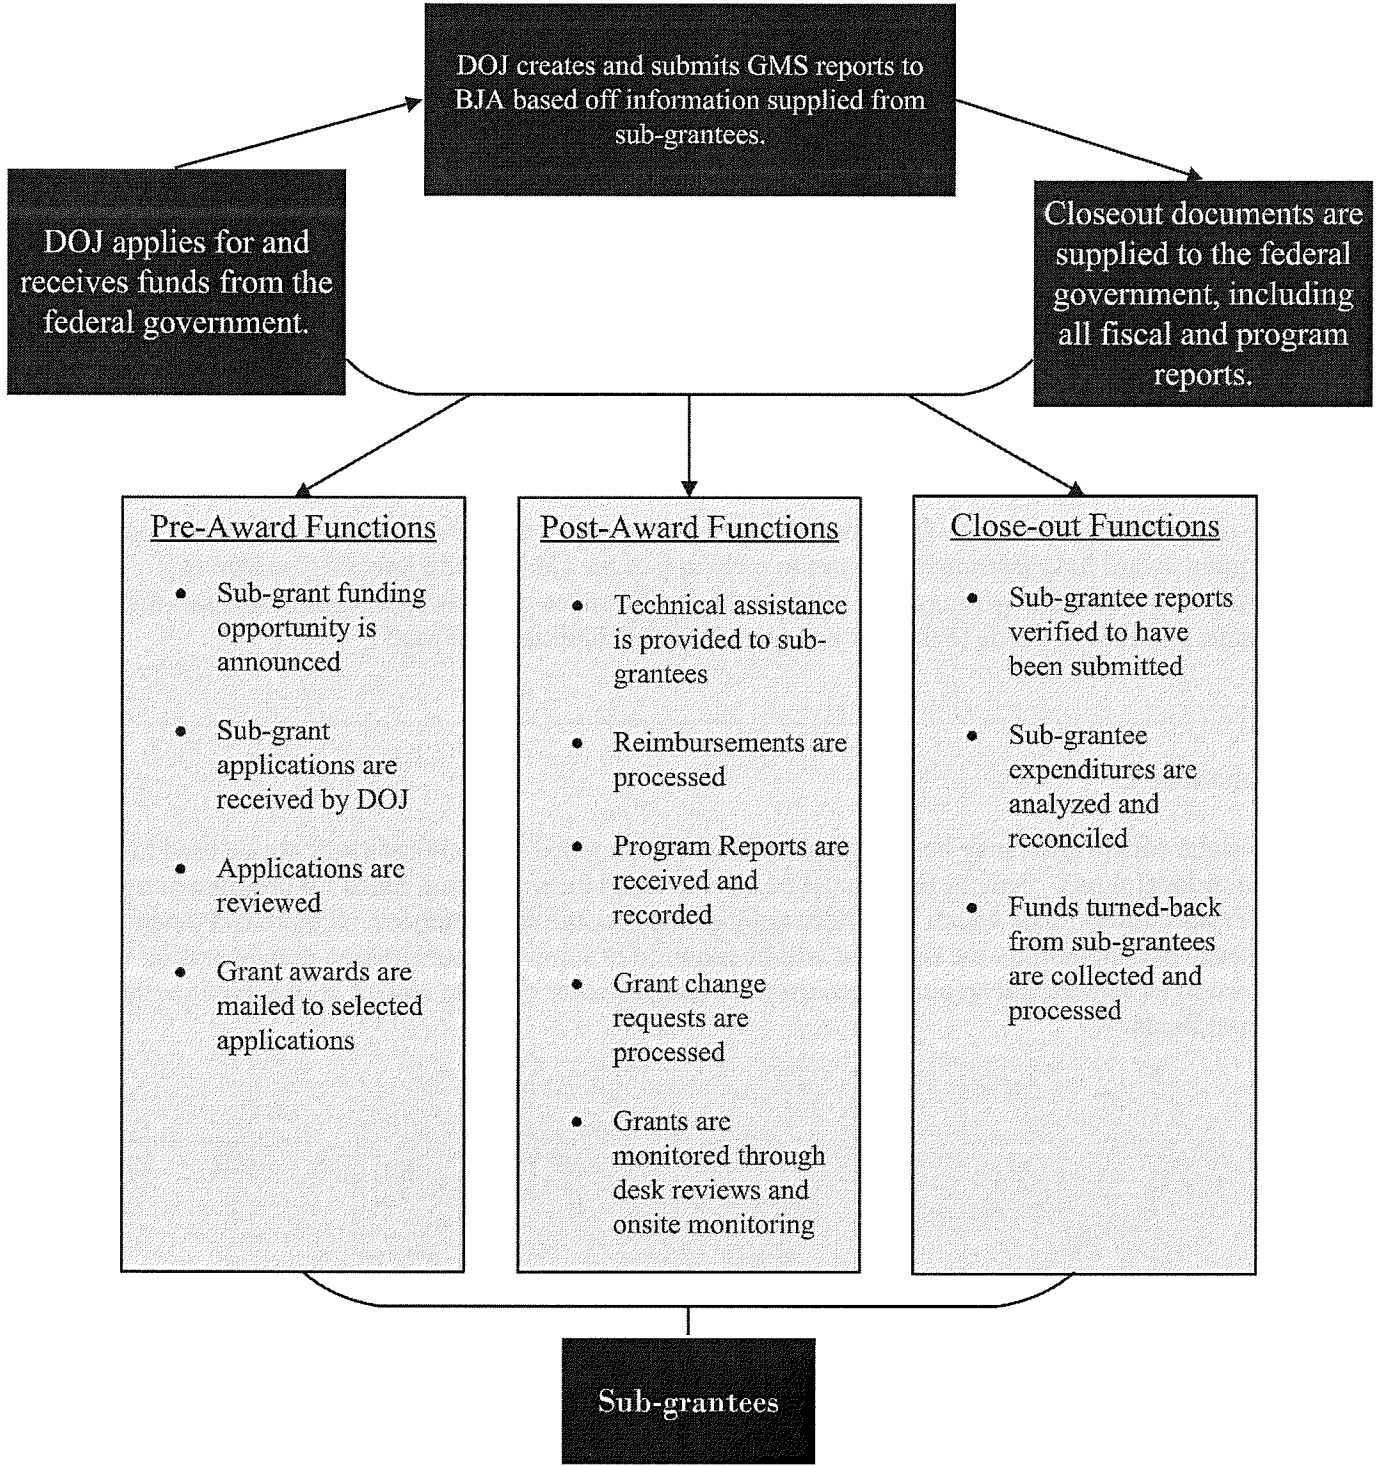 DOJ creates and submits GMS reports to
BJA based off information supplied from
sub-grantees.
DOJ applies for and
receives funds from the
federal government.
Closeout documents are
supplied to the federal
government, including
all fiscal and program
reports.
Pre-Award Functions
• Sub-grant funding
opportunity is
announced
• Sub-grant
applications are
received by DOJ
• Applications are
reviewed
• Grant awards are
mailed to selected
applications
Post-Award Functions
• Technical assistance
is provided to sub-
grantees
• Reimbursements are
processed
• Program Reports are
received and
recorded
• Grant change
requests are
processed
• Grants are
monitored through
desk reviews and
onsite monitoring
Close-out Functions
• Sub-grantee reports
verified to have
been submitted
• Sub-grantee
expenditures are
analyzed and
reconciled
• Funds turned-back
from sub-grantees
are collected and
processed
Sub-grantees